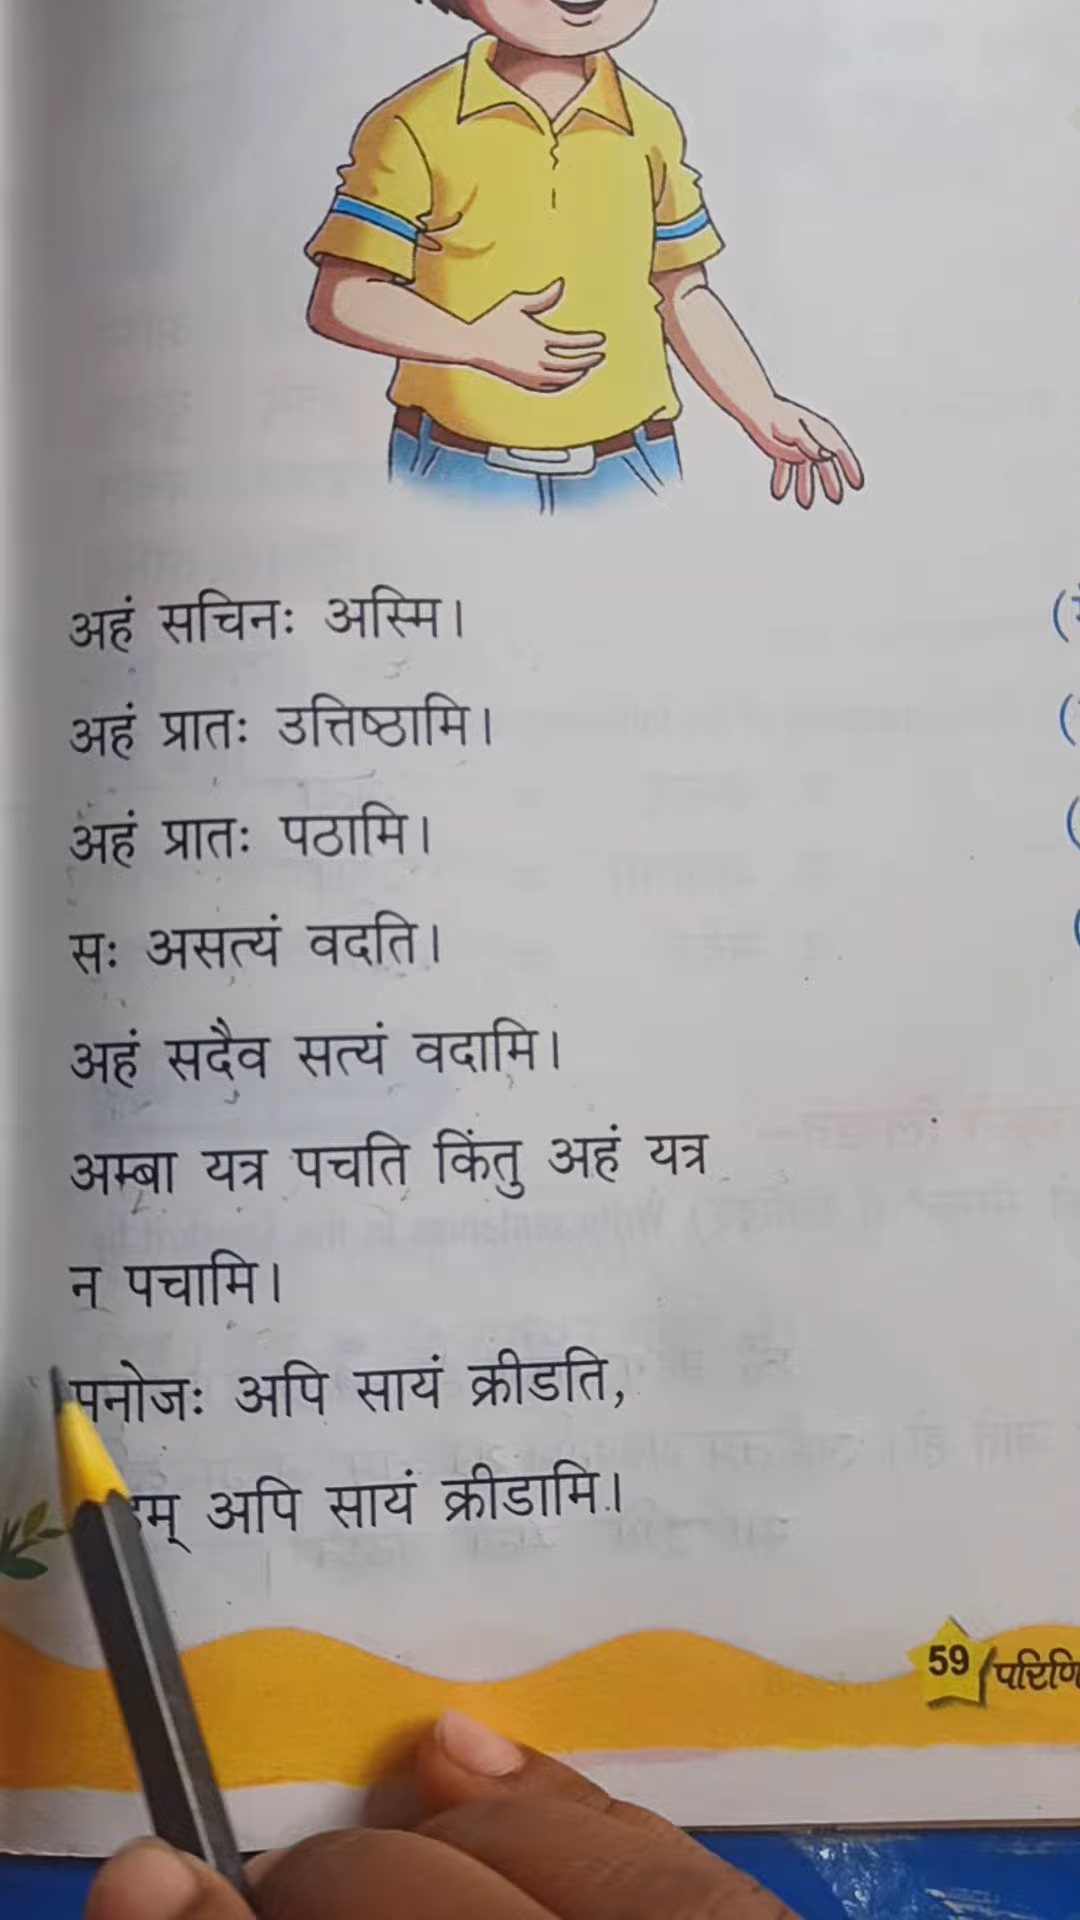 अहं सचिनः अस्मि।
अहं प्रातः उत्तिष्ठामि।
अहं प्रातः पठामि।
सः असत्यं वदति।
अहं सदैव सत्यं वदामि।
अम्बा यत्र पचति किंतु अहं यत्र
न पचामि।
मनोजः अपि सायं क्रीडति,
अपि सायं क्रीडामि।
59